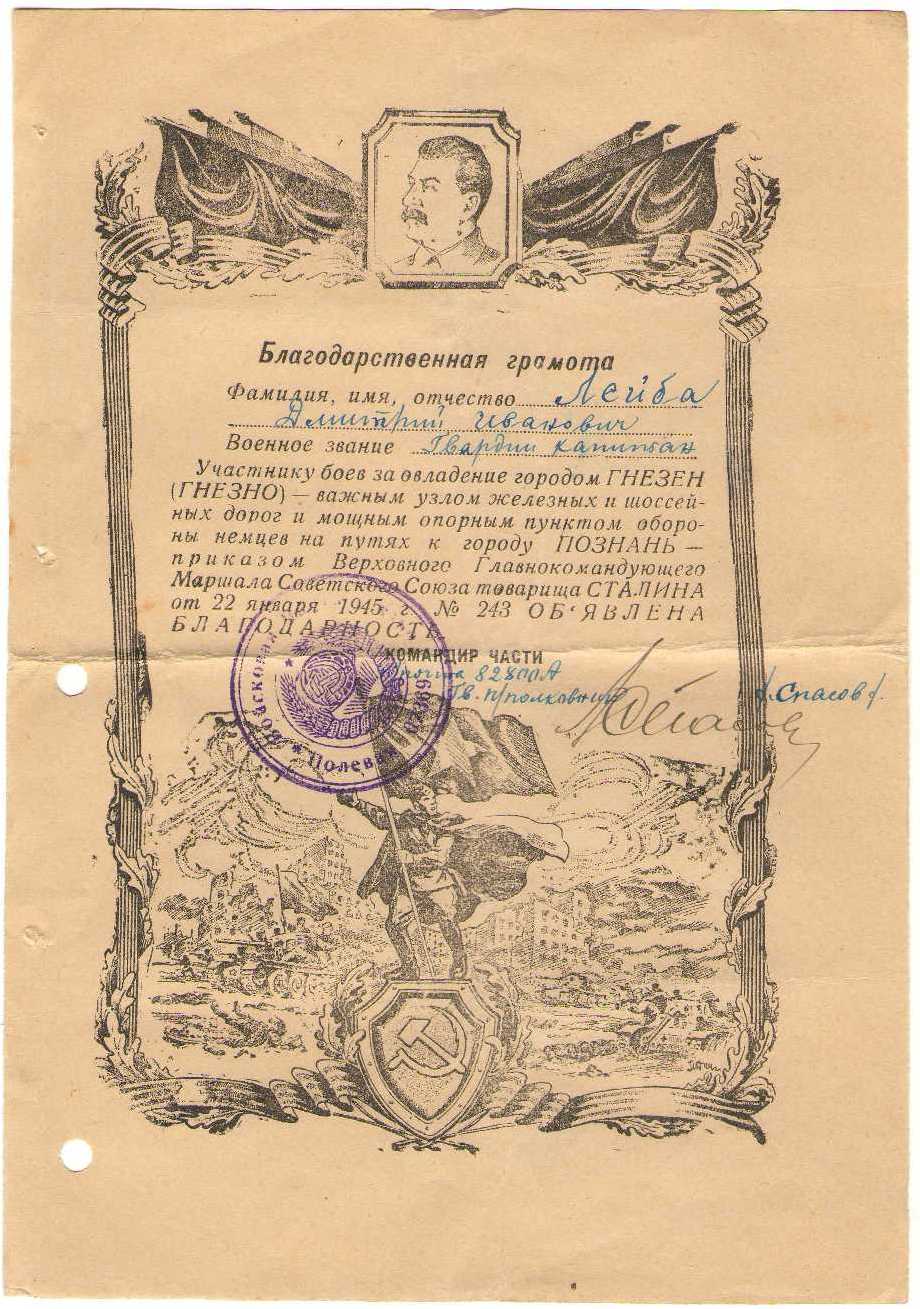 Благодарственная грамота
Фамилия, имя, отчество Лейба
Дмитрий Иванович
Военное звание Гвардии капитан
Участнику боев за овладение городом ГНЕЗЕН
(ГНЕЗНО) — важным узлом железных и шоссей-
ных дорог и мощным опорным пунктом оборо-
ны немцев на путях к городу ПОЗНАНЬ —
приказом Верховного Главнокомандующего
Маршала Советского Союза товарища СТАЛИНА
от 22 января 1945 г. № 243 ОБ'ЯВЛЕНА
БЛАГОДАРНОСТЬ
КОМАНДИР ЧАСТИ
почта 82800А
Гв. п/полковник /Спасов/.
Войсковая
Полевая